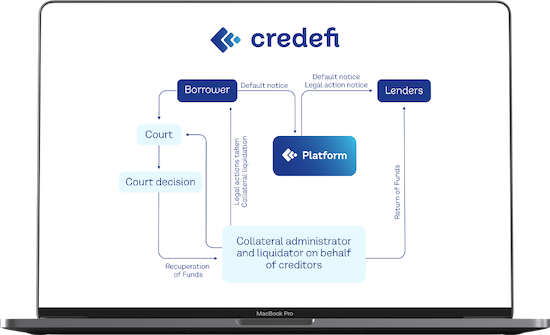 credefi
Default notice
Legal action notice
Borrower
Default notice
Lenders
Court
Platform
Legal actions taken
Collateral liquidation
Return of Funds
Court decision
Collateral administrator
and liquidator on behalf
of creditors
Recuperation
of Funds
MacBook Pro